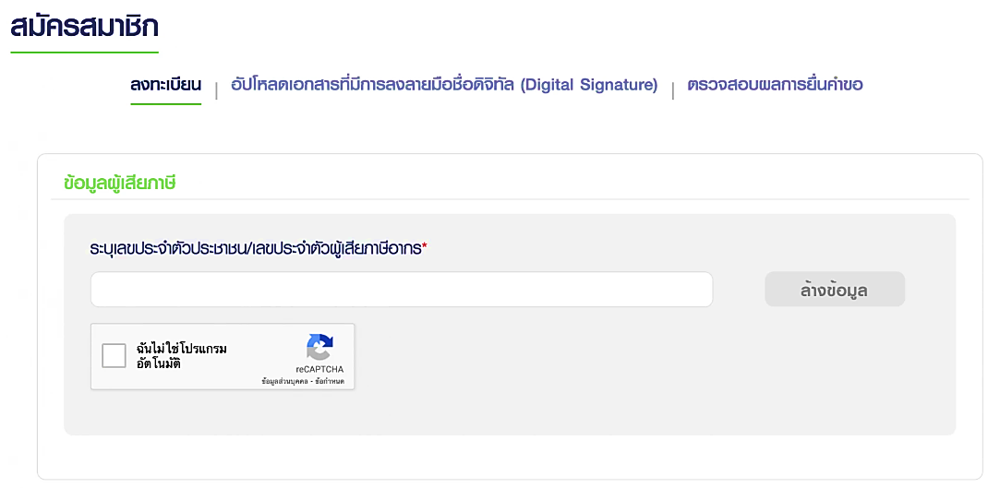 สมัครสมาชิก
ลงทะเบียน | อัปโหลดเอกสารที่มีการลงลายมือชื่อดิจิทัล (Digital Signature) | ตรวจสอบผลการยื่นคำขอ
ข้อมูลผู้เสียภาษี
ระบุเลขประจำตัวประชาชน/เลขประจำตัวผู้เสียภาษีอากร*
ล้างข้อมูล
ฉันไม่ใช่โปรแกรม
อัตโนมัติ
reCAPTCHA
ข้อมูลส่วนบุคคล - ข้อกำหนด